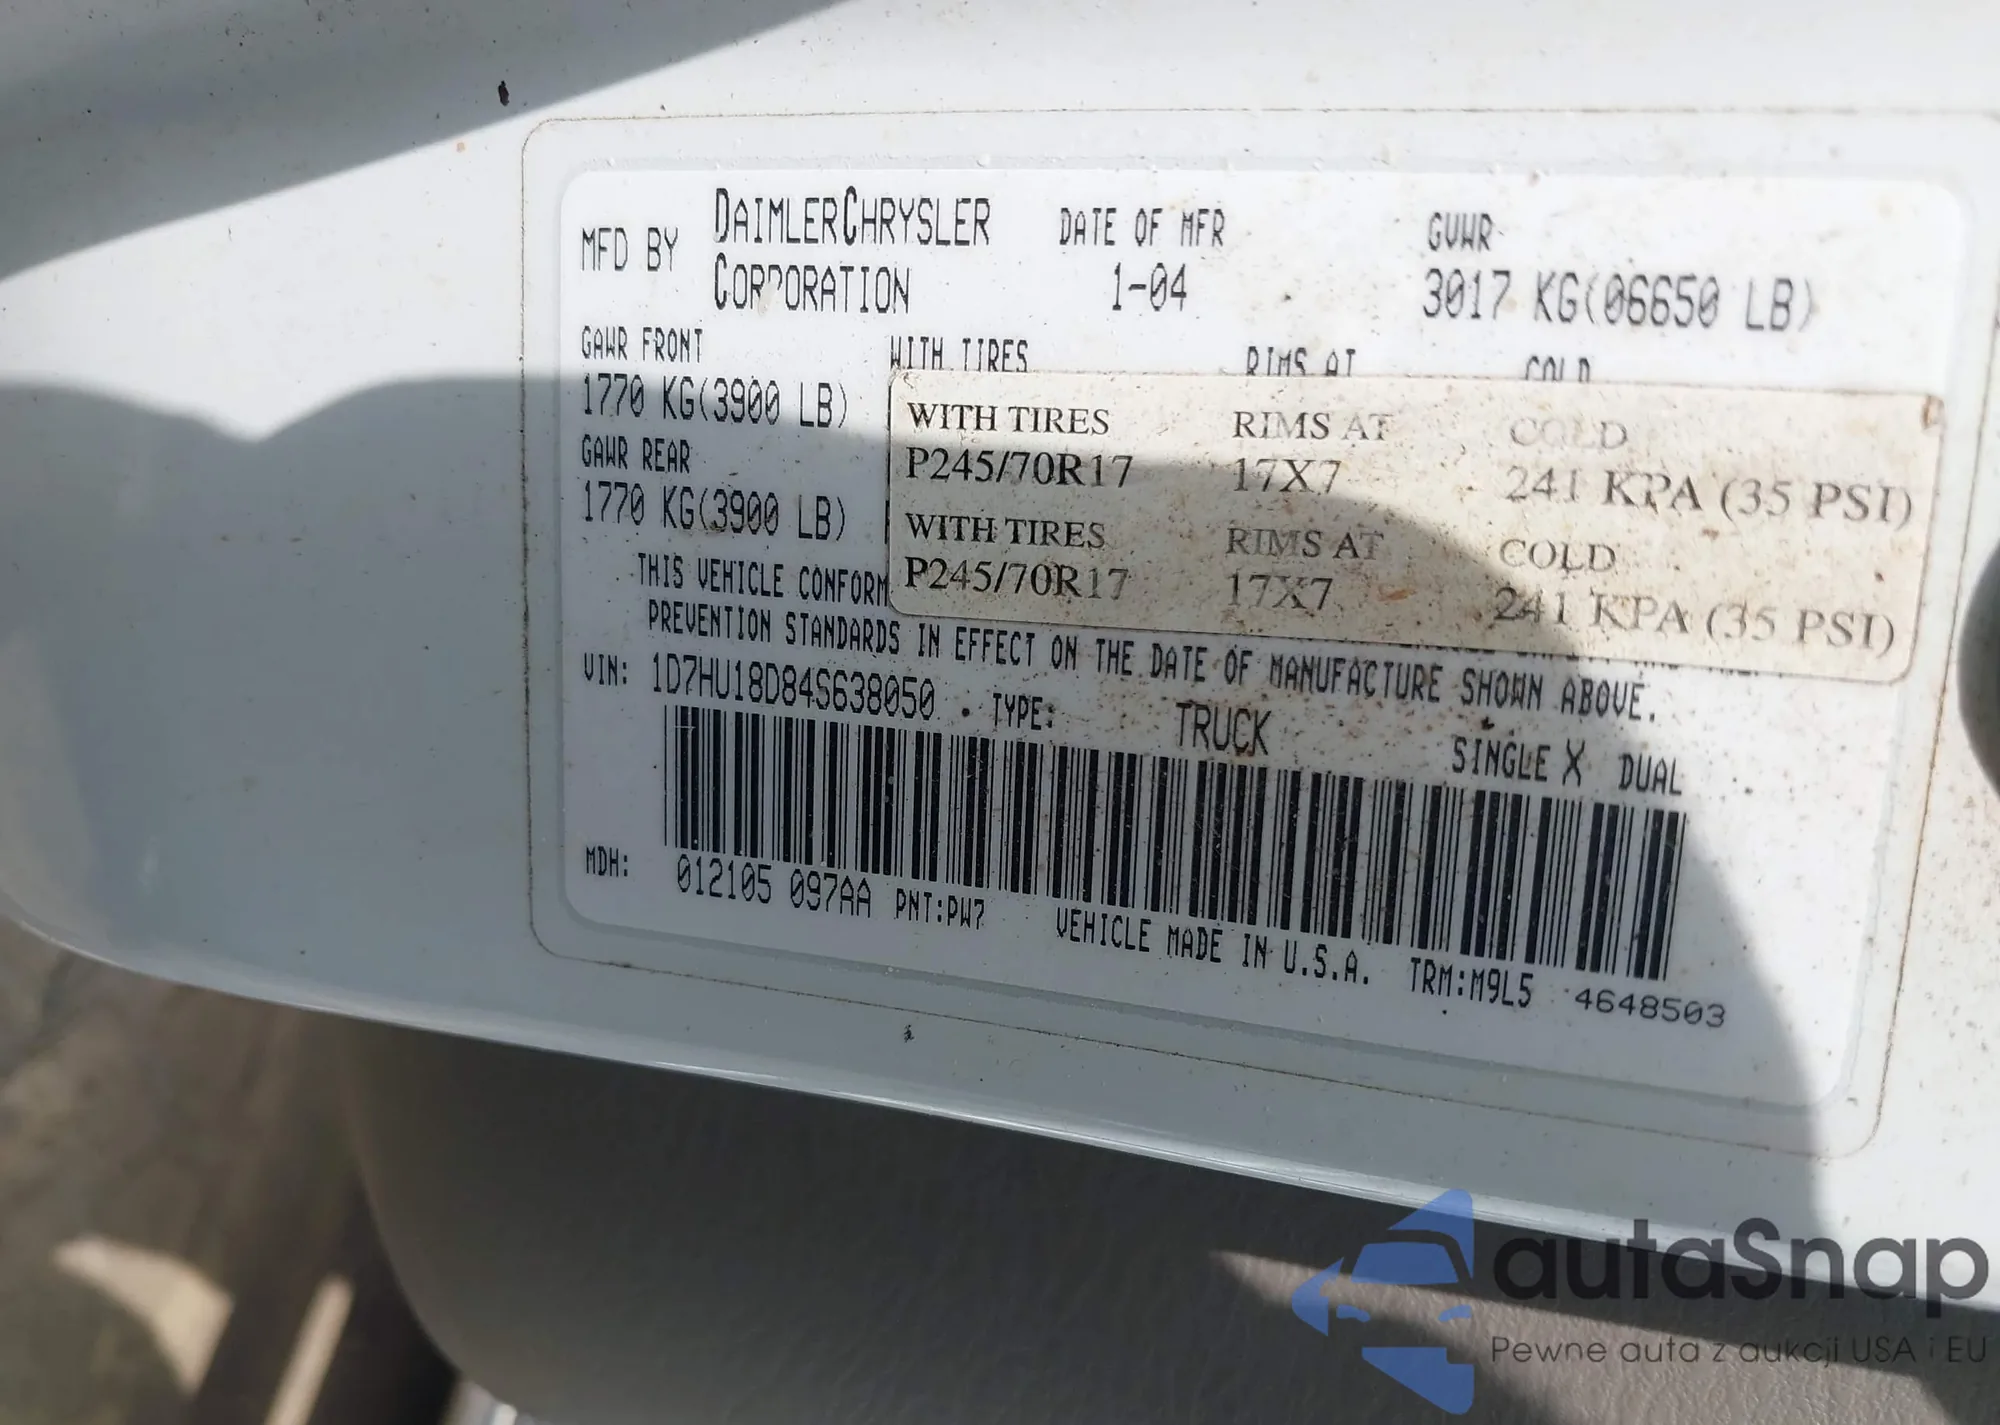 MFD BY DAIMLERCHRYSLER CORPORATION
DATE OF MFR 1-04
GVWR 3017 KG(06650 LB)
GAWR FRONT WITH TIRES RIMS AT COLD
1770 KG(3900 LB)
GAWR REAR
1770 KG(3900 LB)
WITH TIRES RIMS AT COLD
P245/70R17 17X7 241 KPA (35 PSI)
WITH TIRES RIMS AT COLD
P245/70R17 17X7 241 KPA (35 PSI)
THIS VEHICLE CONFORM
PREVENTION STANDARDS IN EFFECT ON THE DATE OF MANUFACTURE SHOWN ABOVE.
VIN: 1D7HU18D84S638050 TYPE: TRUCK SINGLE X DUAL
MDH: 012105 097AA PNT:PW7 VEHICLE MADE IN U.S.A. TRM:M9L5 4648503
autaSnap
Pewne auta z aukcji USA i EU